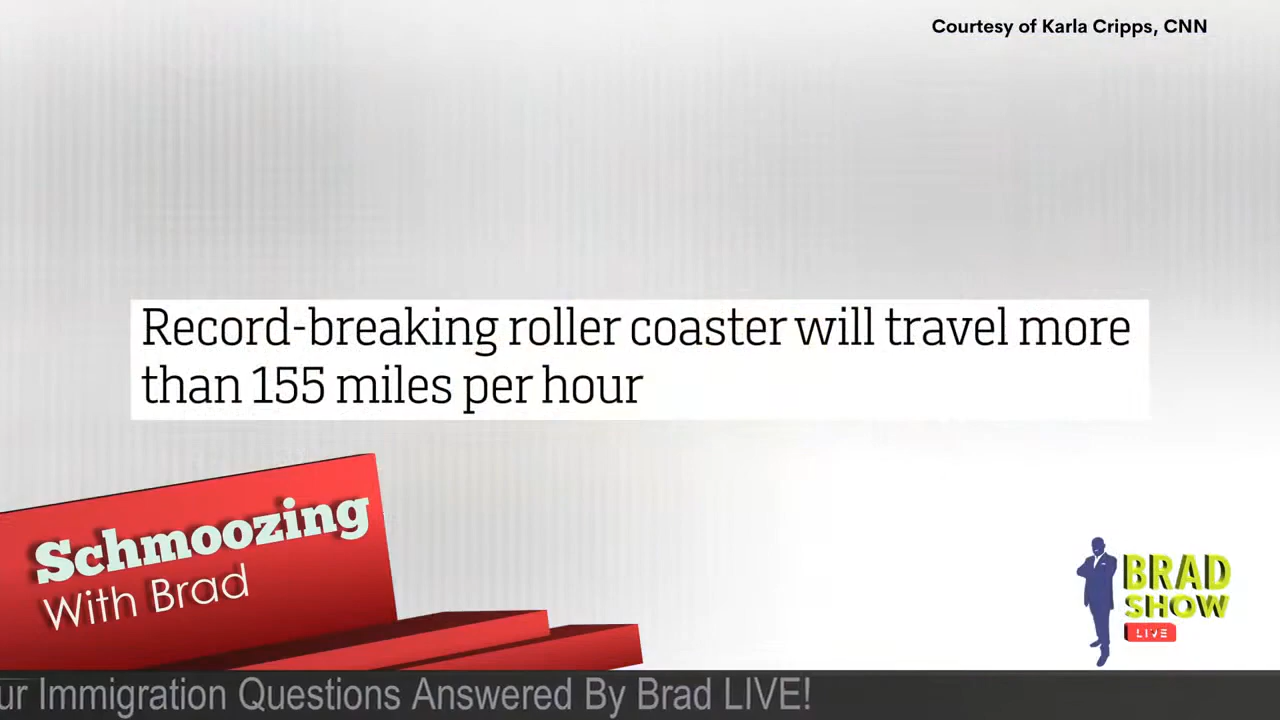 Courtesy of Karla Cripps, CNN
Record-breaking roller coaster will travel more
than 155 miles per hour
Schmoozing
With Brad
BRAD
SHOW
LIVE
Immigration Questions Answered By Brad LIVE!